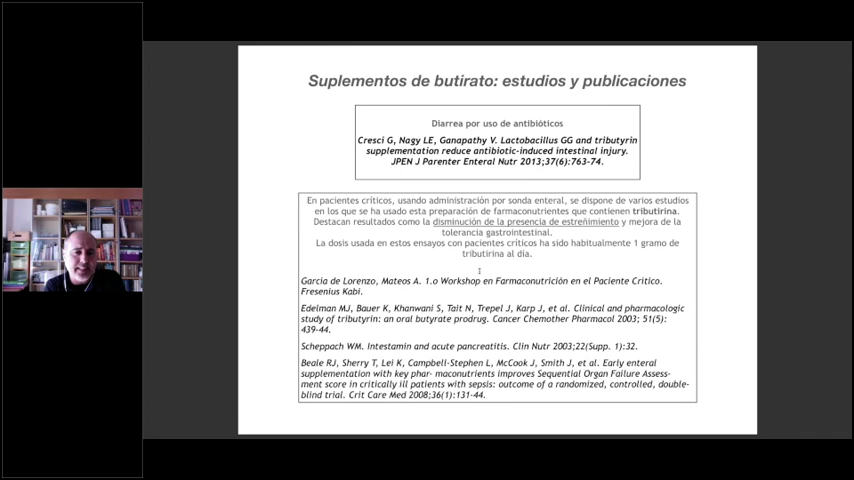 Suplementos de butirato: estudios y publicaciones
Diarrea por uso de antibióticos
Cresci G, Nagy LE, Ganapathy V. Lactobacillus GG and tributyrin
supplementation reduce antibiotic-induced intestinal injury.
JPEN J Parenter Enteral Nutr 2013;37(6):763-74.
En pacientes críticos, usando administración por sonda enteral, se dispone de varios estudios
en los que se ha usado esta preparación de farmaconutrientes que contienen tributirina.
Destacan resultados como la disminución de la presencia de estreñimiento y mejora de la
tolerancia gastrointestinal.
La dosis usada en estos ensayos con pacientes críticos ha sido habitualmente 1 gramo de
tributirina al día.
García de Lorenzo, Mateos A. 1.o Workshop en Farmaconutrición en el Paciente Crítico.
Fresenius Kabi.
Edelman MJ, Bauer K, Khanwani S, Tait N, Trepel J, Karp J, et al. Clinical and pharmacologic
study of tributyrin: an oral butyrate prodrug. Cancer Chemother Pharmacol 2003; 51(5):
439-44.
Scheppach WM. Intestamin and acute pancreatitis. Clin Nutr 2003;22(Supp. 1):32.
Beale RJ, Sherry T, Lei K, Campbell-Stephen L, McCook J, Smith J, et al. Early enteral
supplementation with key phar- maconutrients improves Sequential Organ Failure Assess-
ment score in critically ill patients with sepsis: outcome of a randomized, controlled, double-
blind trial. Crit Care Med 2008;36(1):131-44.